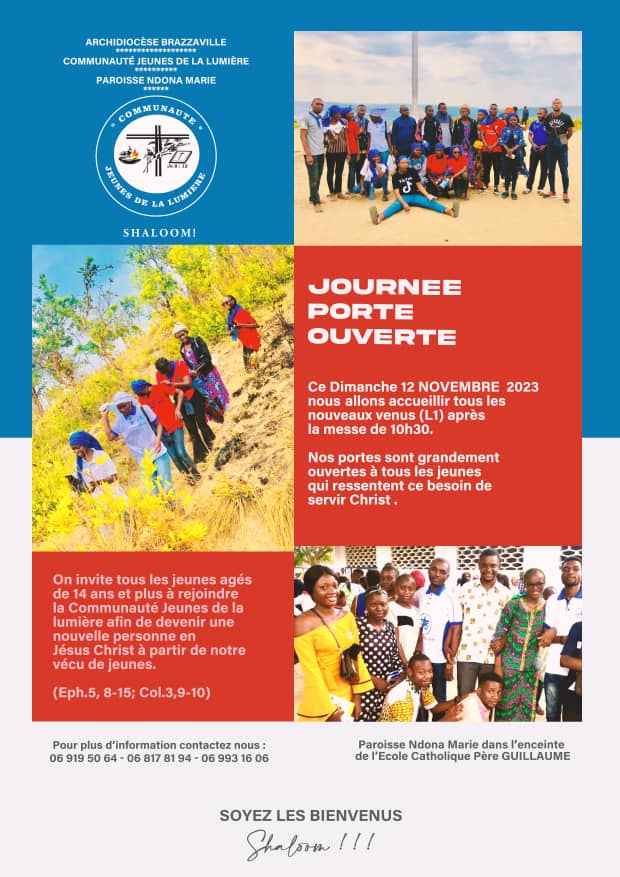 ARCHIDIOCÈSE BRAZZAVILLE
*******************
COMMUNAUTÉ JEUNES DE LA LUMIÈRE
**********
PAROISSE NDONA MARIE
******
COMMUNAUTE
JEUNES DE LA LUMIERE
SHALOOM!
JOURNEE
PORTE
OUVERTE
Ce Dimanche 12 NOVEMBRE 2023
nous allons accueillir tous les
nouveaux venus (L1) après
la messe de 10h30.
Nos portes sont grandement
ouvertes à tous les jeunes
qui ressentent ce besoin de
servir Christ .
On invite tous les jeunes agés
de 14 ans et plus à rejoindre
la Communauté Jeunes de la
lumière afin de devenir une
nouvelle personne en
Jésus Christ à partir de notre
vécu de jeunes.
(Eph.5, 8-15; Col.3,9-10)
Pour plus d'information contactez nous :
06 919 50 64 - 06 817 81 94 - 06 993 16 06
Paroisse Ndona Marie dans l'enceinte
de l'Ecole Catholique Père GUILLAUME
SOYEZ LES BIENVENUS
Shaloom ! ! !